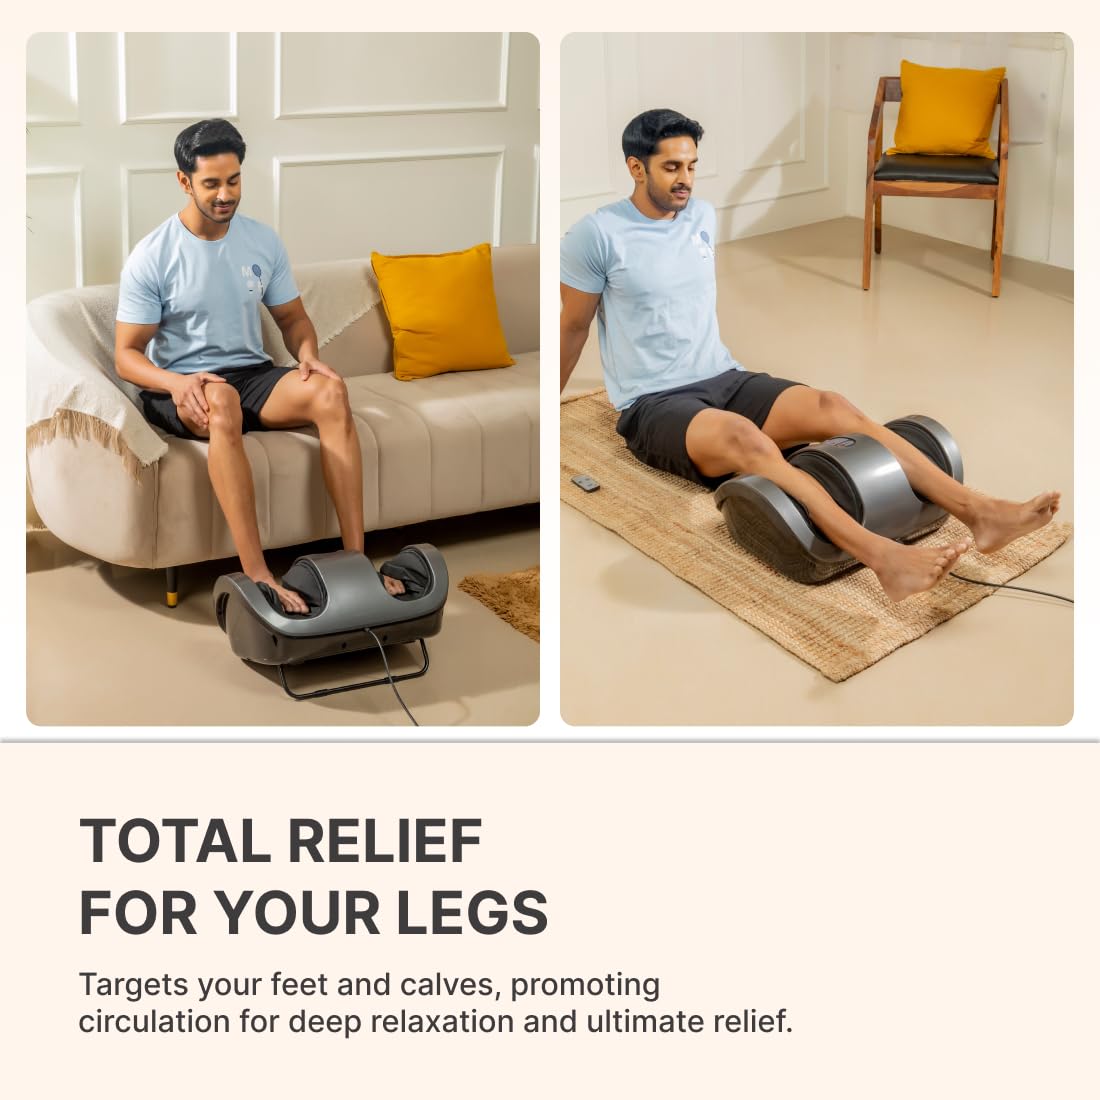 TOTAL RELIEF
FOR YOUR LEGS
Targets your feet and calves, promoting
circulation for deep relaxation and ultimate relief.